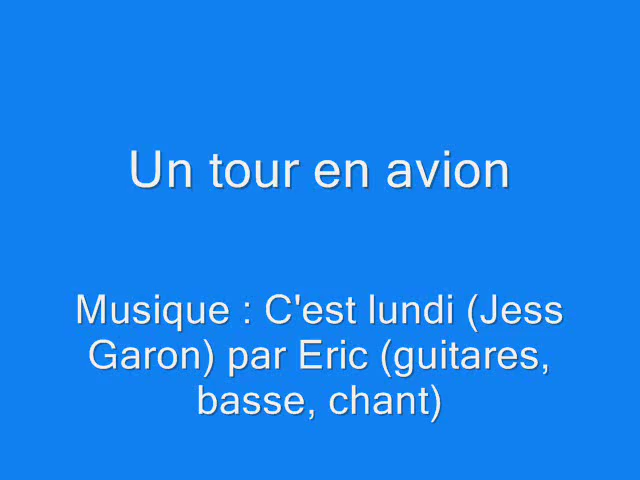 Un tour en avion
Musique : C'est lundi (Jess
Garon) par Eric (guitares,
basse, chant)